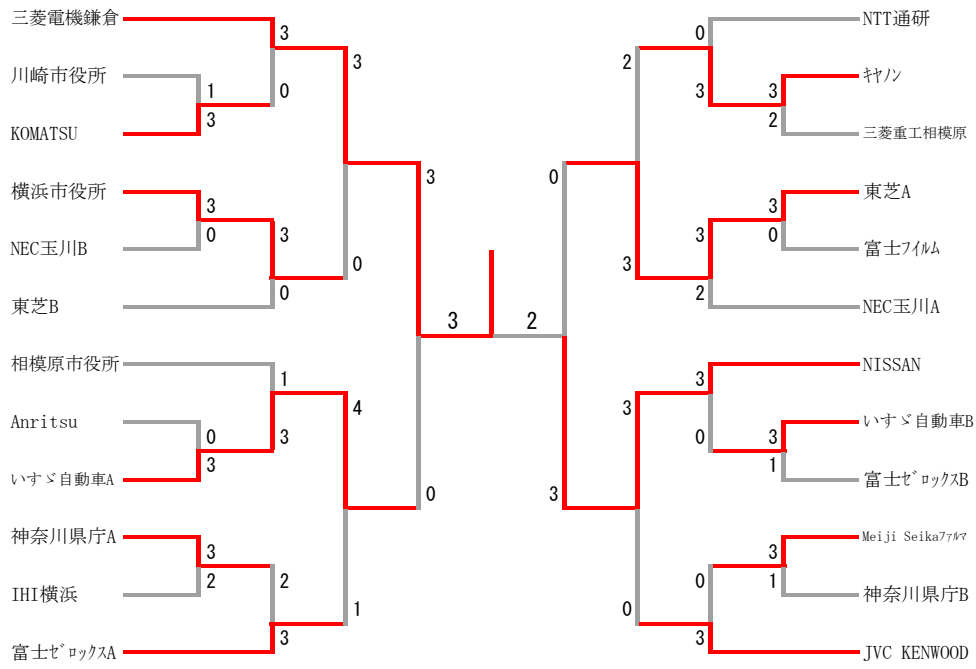 三菱電機鎌倉
川崎市役所
KOMATSU
横浜市役所
NEC玉川B
東芝B
相模原市役所
Anritsu
いすゞ自動車A
神奈川県庁A
IHI横浜
富士ゼロックスA
3
0
1
3
3
0
3
0
3
0
1
3
0
3
3
2
2
3
4
1
3
0
3
2
0
3
2
3
0
3
3
2
3
0
3
2
3
0
3
0
3
1
3
1
0
3
3
0
NTT通研
キヤノン
三菱重工相模原
東芝A
富士フイルム
NEC玉川A
NISSAN
いすゞ自動車B
富士ゼロックスB
Meiji Seikaファルマ
神奈川県庁B
JVC KENWOOD